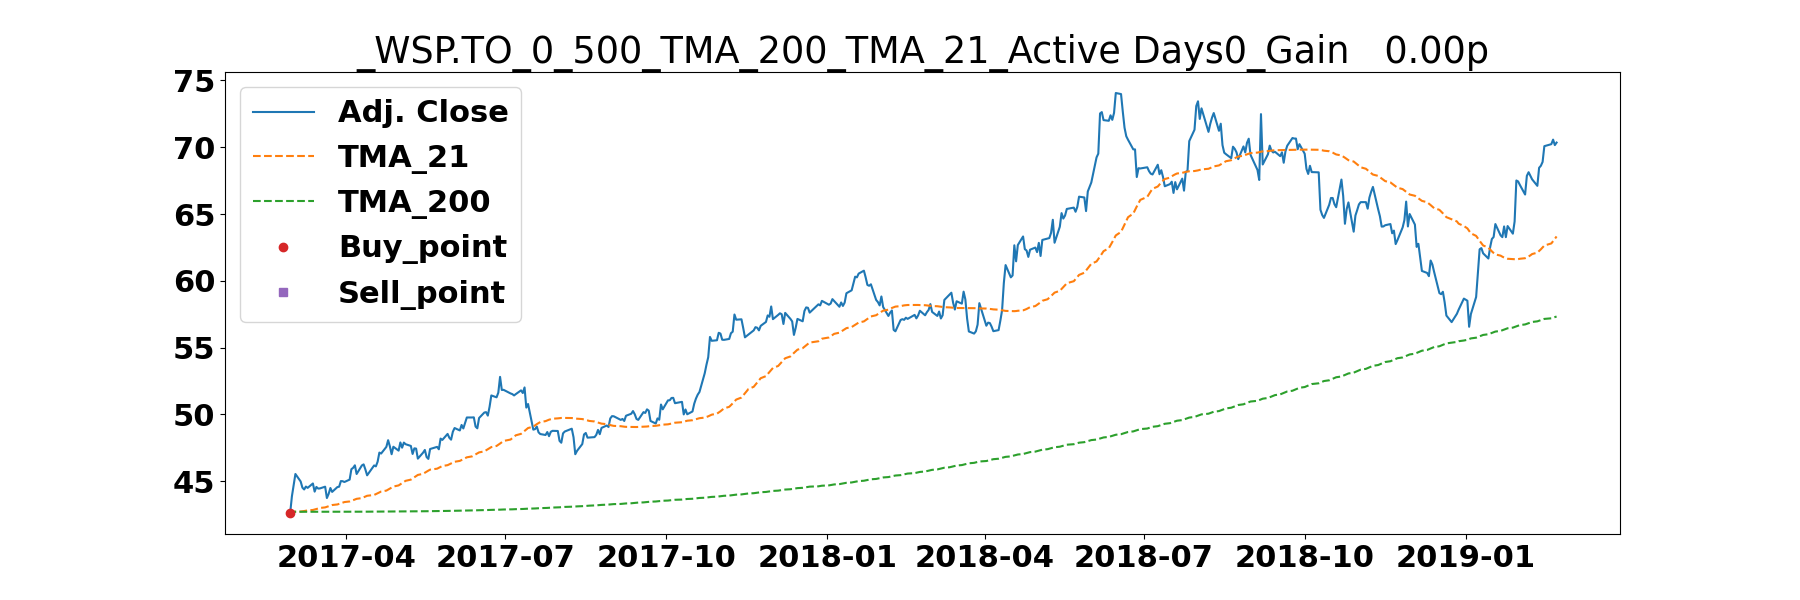 _WSP.TO_0_500_TMA_200_TMA_21_Active Days0_Gain   0.00p
75
70
65
60
55
50
45
Adj. Close
TMA_21
TMA_200
Buy_point
Sell_point
2017-04 2017-07 2017-10 2018-01 2018-04 2018-07 2018-10 2019-01